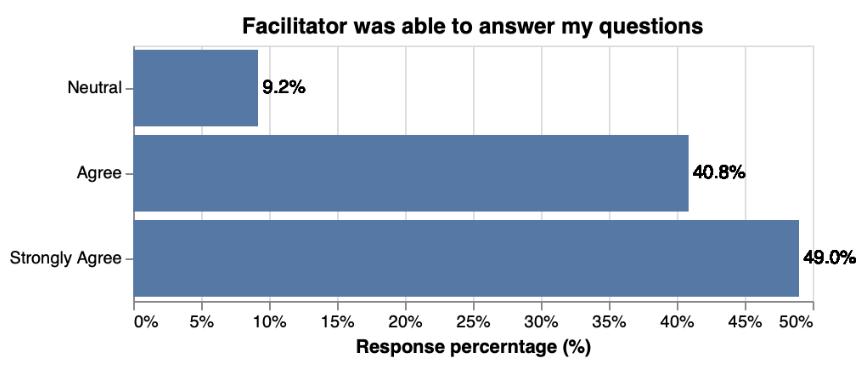 Facilitator was able to answer my questions
Neutral
9.2%
Agree
40.8%
Strongly Agree
49.0%
0% 5% 10% 15% 20% 25% 30% 35% 40% 45% 50%
Response percerntage (%)